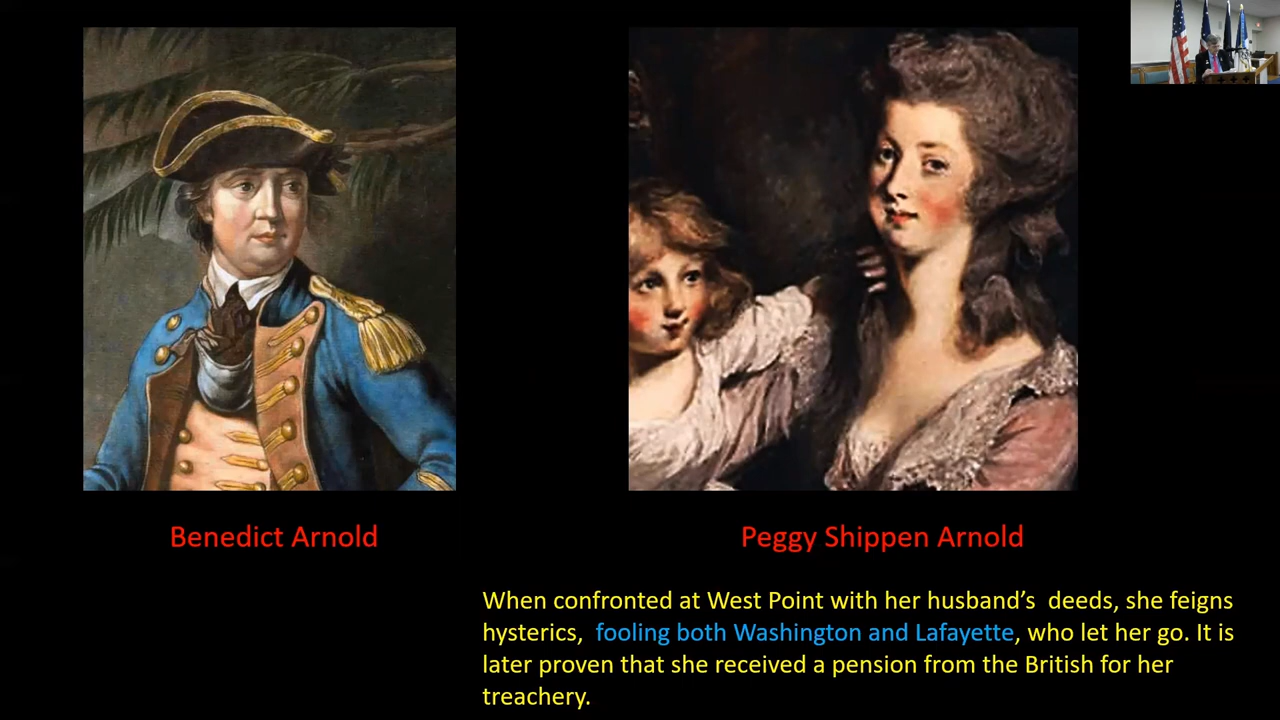 Benedict Arnold
Peggy Shippen Arnold
When confronted at West Point with her husband’s  deeds, she feigns
hysterics,  fooling both Washington and Lafayette, who let her go. It is
later proven that she received a pension from the British for her
treachery.